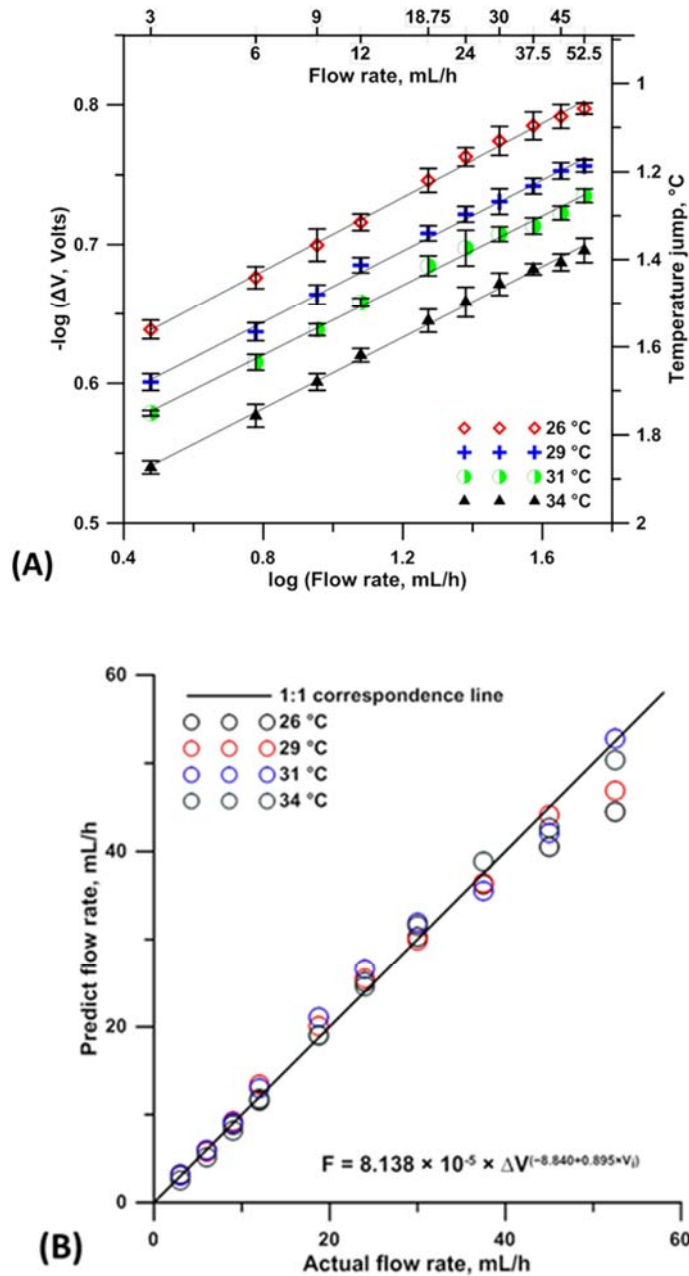 3 9 18.75 30 45
6 12 24 37.5 52.5
Flow rate, mL/h
-log (ΔV, Volts)
0.8
0.7
0.6
0.5
1
1.2
1.4
1.6
1.8
2
Temperature jump, °C
26 °C
29 °C
31 °C
34 °C
0.4 0.8 1.2 1.6
log (Flow rate, mL/h)
(A)
Predict flow rate, mL/h
60
40
20
0
1:1 correspondence line
26 °C
29 °C
31 °C
34 °C
F = 8.138 × 10⁻⁵ × ΔV⁽⁻⁸·⁸⁴⁰⁺⁰·⁸⁹⁵ˣⱽⁱ⁾
0 20 40 60
Actual flow rate, mL/h
(B)